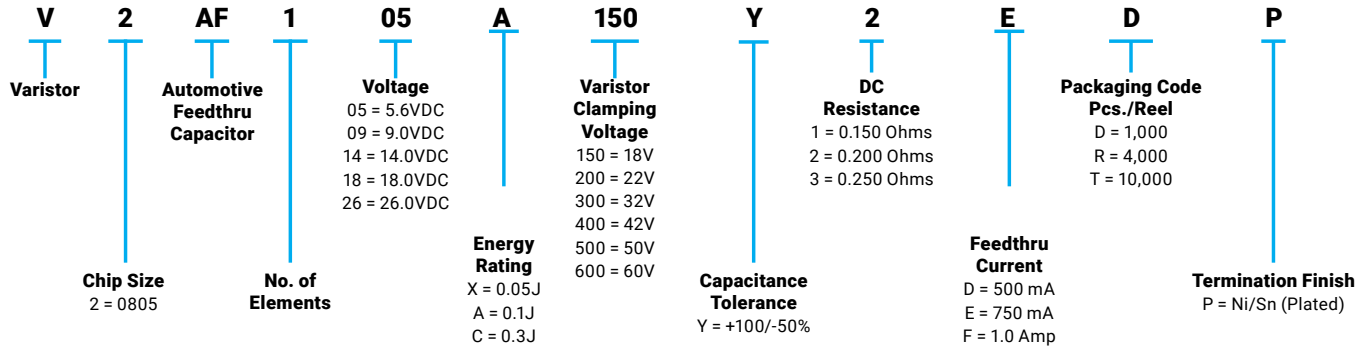 V 2 AF 1 05 A 150 Y 2 E D P
Varistor
Chip Size
2 = 0805
Automotive
Feedthru
Capacitor
No. of
Elements
Voltage
05 = 5.6VDC
09 = 9.0VDC
14 = 14.0VDC
18 = 18.0VDC
26 = 26.0VDC
Energy
Rating
X = 0.05J
A = 0.1J
C = 0.3J
Varistor
Clamping
Voltage
150 = 18V
200 = 22V
300 = 32V
400 = 42V
500 = 50V
600 = 60V
Capacitance
Tolerance
Y = +100/-50%
DC
Resistance
1 = 0.150 Ohms
2 = 0.200 Ohms
3 = 0.250 Ohms
Feedthru
Current
D = 500 mA
E = 750 mA
F = 1.0 Amp
Packaging Code
Pcs./Reel
D = 1,000
R = 4,000
T = 10,000
Termination Finish
P = Ni/Sn (Plated)